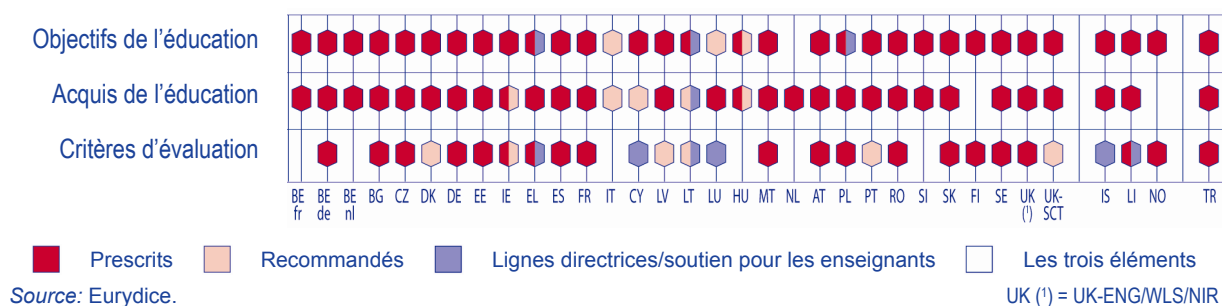 Objectifs de l’éducation
Acquis de l’éducation
Critères d’évaluation
BE fr BE de BE nl BG CZ DK DE EE IE EL ES FR IT CY LV LT LU HU MT NL AT PL PT RO SI SK FI SE UK (¹) UK-SCT IS LI NO TR
Prescrits Recommandés Lignes directrices/soutien pour les enseignants Les trois éléments
Source: Eurydice. UK (¹) = UK-ENG/WLS/NIR